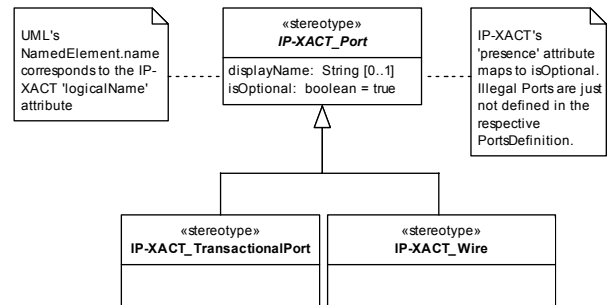 UML's
NamedElement.name
corresponds to the IP-
XACT 'logicalName'
attribute
«stereotype»
IP-XACT_Port
displayName: String [0..1]
isOptional: boolean = true
IP-XACT's
'presence' attribute
maps to isOptional.
Illegal Ports are just
not defined in the
respective
PortsDefinition.
«stereotype»
IP-XACT_TransactionalPort
«stereotype»
IP-XACT_Wire